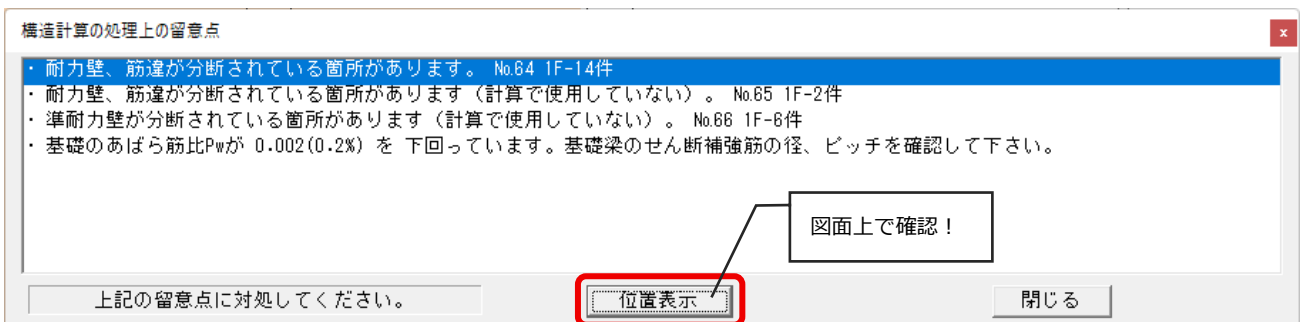 構造計算の処理上の留意点
x
・ 耐力壁、筋違が分断されている箇所があります。 No.64 1F-14件
・ 耐力壁、筋違が分断されている箇所があります（計算で使用していない）。 No.65 1F-2件
・ 準耐力壁が分断されている箇所があります（計算で使用していない）。 No.66 1F-6件
・ 基礎のあばら筋比Pwが 0.002(0.2%) を 下回っています。基礎梁のせん断補強筋の径、ピッチを確認して下さい。
図面上で確認！
上記の留意点に対処してください。
位置表示
閉じる